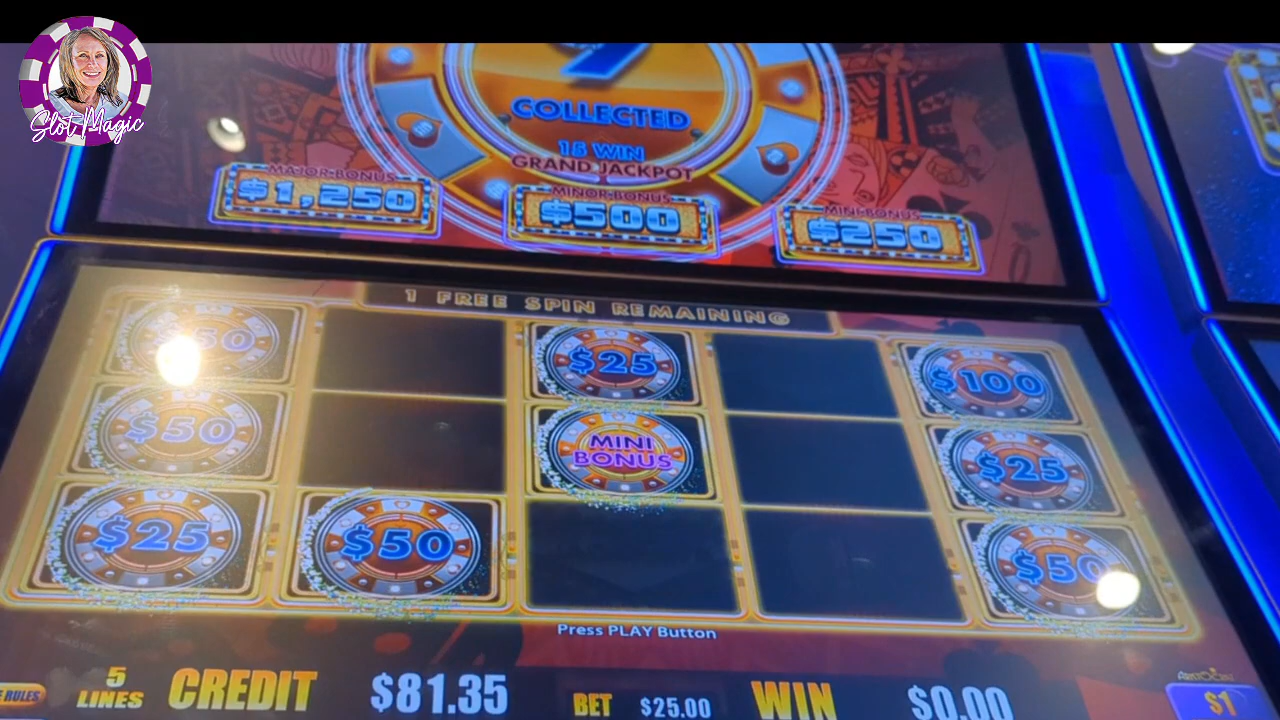 Slot Magic
9
COLLECTED
15 WIN
GRAND JACKPOT
MAJOR BONUS
$1,250
MINOR BONUS
$500
MINI BONUS
$250
1 FREE SPIN REMAINING
$50
$25
$100
$50
MINI
BONUS
$25
$25
$50
$50
Press PLAY Button
RULES
5
LINES
CREDIT
$81.35
BET
$25.00
WIN
$0.00
$1